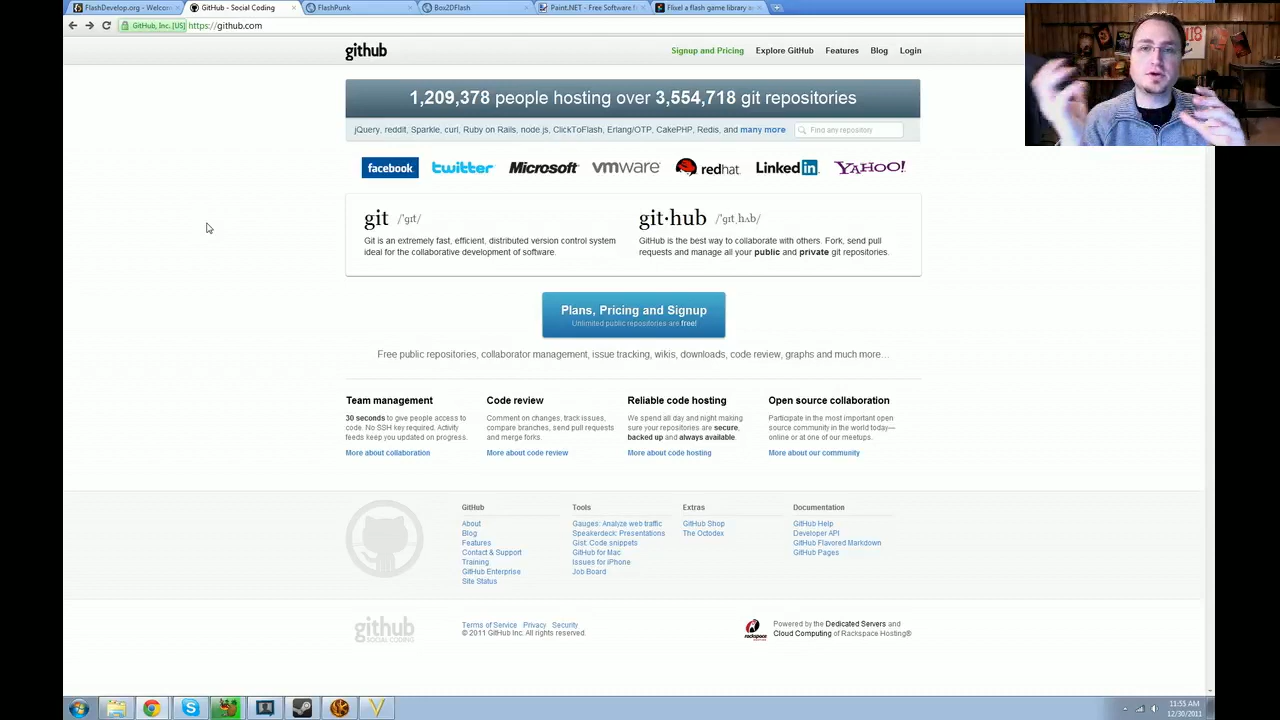 FlashDevelop.org - Welcom
GitHub - Social Coding
FlashPunk
Box2DFlash
Paint.NET - Free Software f
Flixel a flash game library a
GitHub, Inc. [US] https://github.com
github
Signup and Pricing Explore GitHub Features Blog Login
1,209,378 people hosting over 3,554,718 git repositories
jQuery, reddit, Sparkle, curl, Ruby on Rails, node.js, ClickToFlash, Erlang/OTP, CakePHP, Redis, and many more
Find any repository
facebook twitter Microsoft vmware redhat LinkedIn YAHOO!
git /ˈgɪt/
Git is an extremely fast, efficient, distributed version control system
ideal for the collaborative development of software.
git·hub /ˈgɪtˌhʌb/
GitHub is the best way to collaborate with others. Fork, send pull
requests and manage all your public and private git repositories.
Plans, Pricing and Signup
Unlimited public repositories are free!
Free public repositories, collaborator management, issue tracking, wikis, downloads, code review, graphs and much more…
Team management
30 seconds to give people access to
code. No SSH key required. Activity
feeds keep you updated on progress.
More about collaboration
Code review
Comment on changes, track issues,
compare branches, send pull requests
and merge forks.
More about code review
Reliable code hosting
We spend all day and night making
sure your repositories are secure,
backed up and always available.
More about code hosting
Open source collaboration
Participate in the most important open
source community in the world today—
online or at one of our meetups.
More about our community
GitHub
About
Blog
Features
Contact & Support
Training
GitHub Enterprise
Site Status
Tools
Gauges: Analyze web traffic
Speakerdeck: Presentations
Gist: Code snippets
GitHub for Mac
Issues for iPhone
Job Board
Extras
GitHub Shop
The Octodex
Documentation
GitHub Help
Developer API
GitHub Flavored Markdown
GitHub Pages
github
SOCIAL CODING
Terms of Service Privacy Security
© 2011 GitHub Inc. All rights reserved.
rackspace
Powered by the Dedicated Servers and
Cloud Computing of Rackspace Hosting®
11:55 AM
12/30/2011